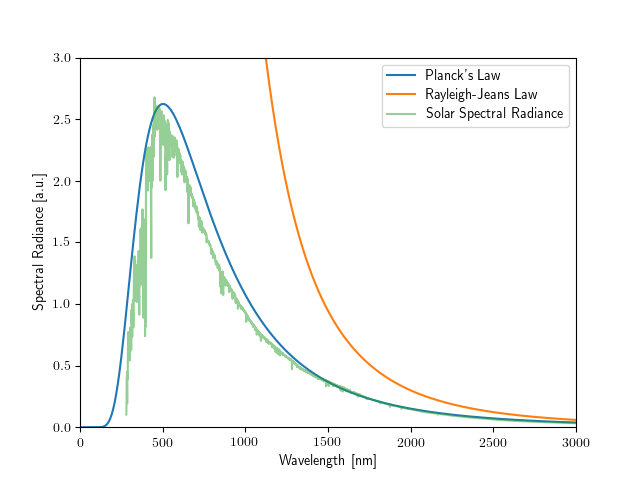 3.0
2.5
2.0
1.5
1.0
0.5
0.0
Spectral Radiance [a.u.]
Planck's Law
Rayleigh-Jeans Law
Solar Spectral Radiance
0 500 1000 1500 2000 2500 3000
Wavelength [nm]